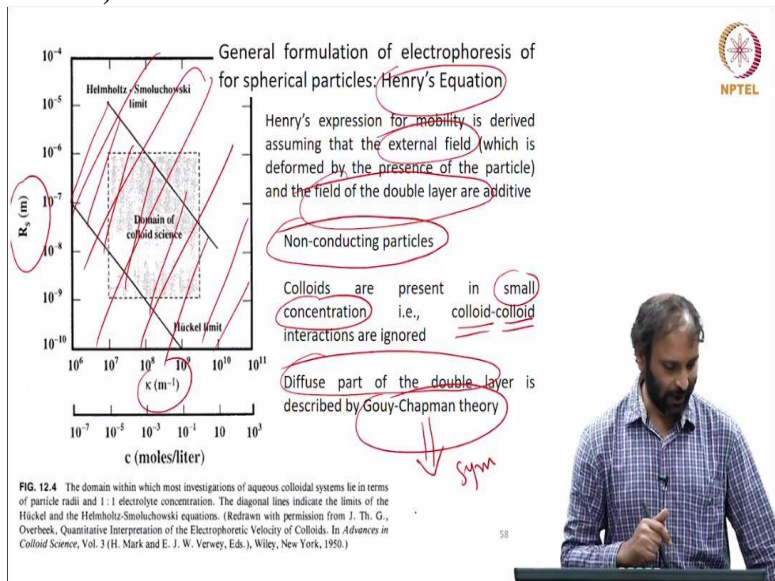 General formulation of electrophoresis of
for spherical particles: Henry's Equation
NPTEL
10⁻⁴
10⁻⁵
10⁻⁶
10⁻⁷
10⁻⁸
10⁻⁹
10⁻¹⁰
Rₛ (m)
Helmholtz - Smoluchowski
limit
Domain of
colloid science
Hückel limit
10⁶ 10⁷ 10⁸ 10⁹ 10¹⁰ 10¹¹
κ (m⁻¹)
10⁻⁷ 10⁻⁵ 10⁻³ 10⁻¹ 10 10³
c (moles/liter)
Henry's expression for mobility is derived
assuming that the external field (which is
deformed by the presence of the particle)
and the field of the double layer are additive
Non-conducting particles
Colloids are present in small
concentration i.e., colloid-colloid
interactions are ignored
Diffuse part of the double layer is
described by Gouy-Chapman theory
sym
FIG. 12.4 The domain within which most investigations of aqueous colloidal systems lie in terms
of particle radii and 1 : 1 electrolyte concentration. The diagonal lines indicate the limits of the
Hückel and the Helmholtz-Smoluchowski equations. (Redrawn with permission from J. Th. G.,
Overbeek, Quantitative Interpretation of the Electrophoretic Velocity of Colloids. In Advances in
Colloid Science, Vol. 3 (H. Mark and E. J. W. Verwey, Eds.), Wiley, New York, 1950.)
58